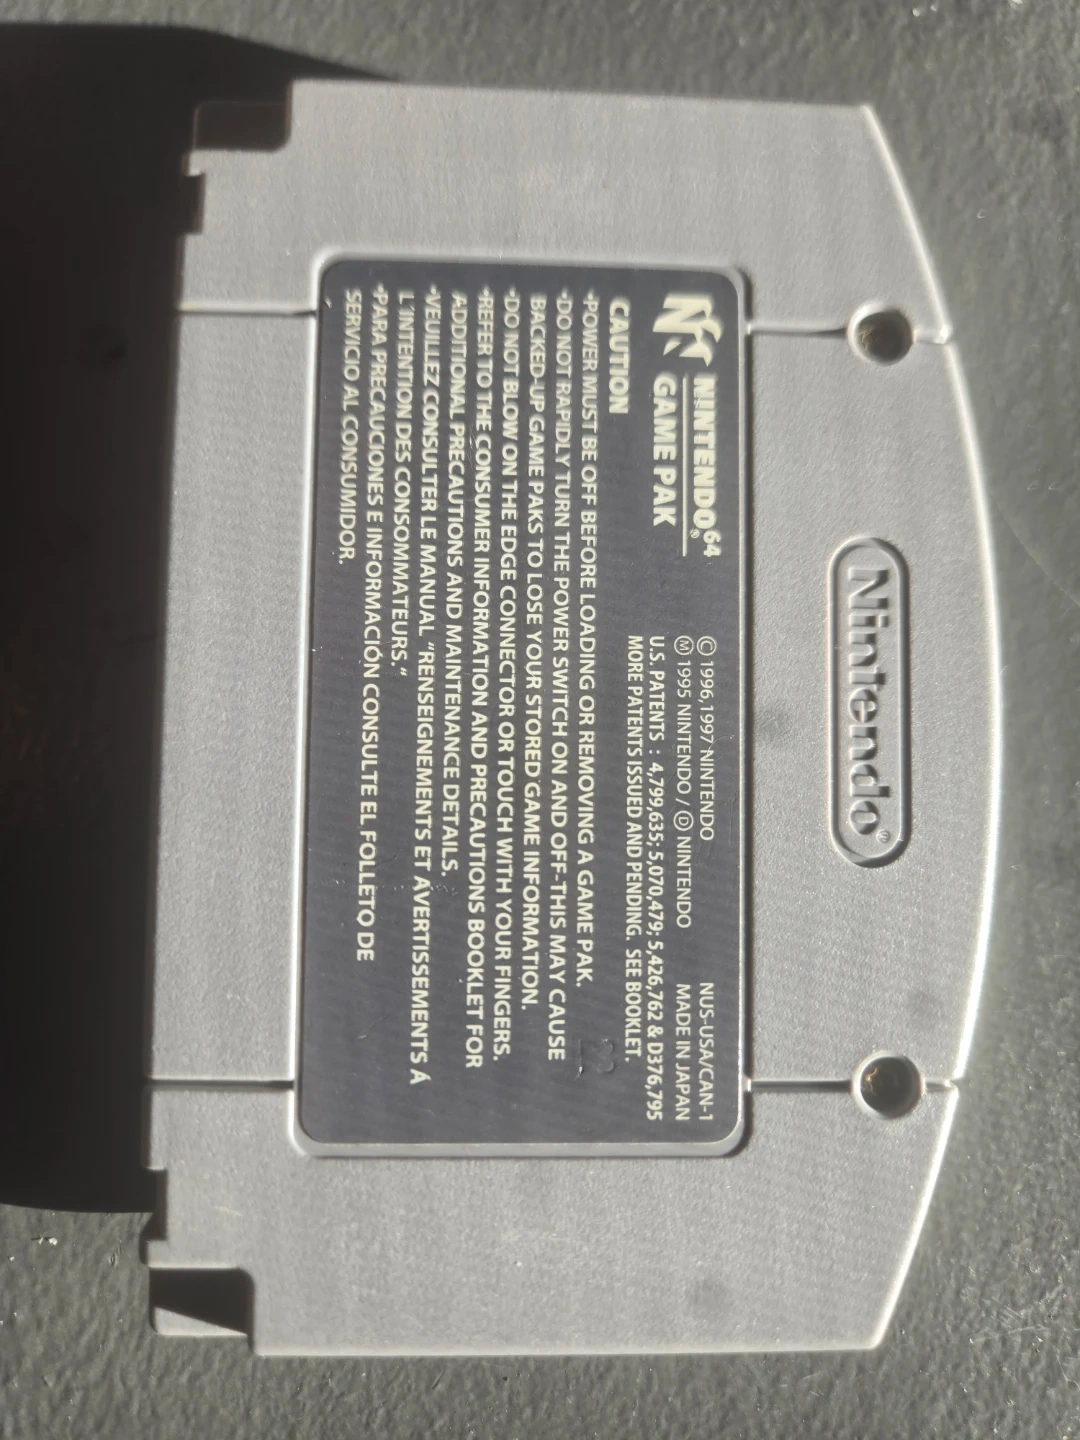 Nintendo®
NINTENDO⁶⁴®
GAME PAK
© 1996,1997 NINTENDO
Ⓜ 1995 NINTENDO / Ⓓ NINTENDO
NUS-USA/CAN-1
MADE IN JAPAN
U.S. PATENTS : 4,799,635; 5,070,479; 5,426,762 & D376,795
MORE PATENTS ISSUED AND PENDING. SEE BOOKLET.
CAUTION
•POWER MUST BE OFF BEFORE LOADING OR REMOVING A GAME PAK.
•DO NOT RAPIDLY TURN THE POWER SWITCH ON AND OFF-THIS MAY CAUSE
BACKED-UP GAME PAKS TO LOSE YOUR STORED GAME INFORMATION.
•DO NOT BLOW ON THE EDGE CONNECTOR OR TOUCH WITH YOUR FINGERS.
•REFER TO THE CONSUMER INFORMATION AND PRECAUTIONS BOOKLET FOR
ADDITIONAL PRECAUTIONS AND MAINTENANCE DETAILS.
•VEUILLEZ CONSULTER LE MANUAL "RENSEIGNEMENTS ET AVERTISSEMENTS Á
L'INTENTION DES CONSOMMATEURS."
•PARA PRECAUCIONES E INFORMACIÓN CONSULTE EL FOLLETO DE
SERVICIO AL CONSUMIDOR.